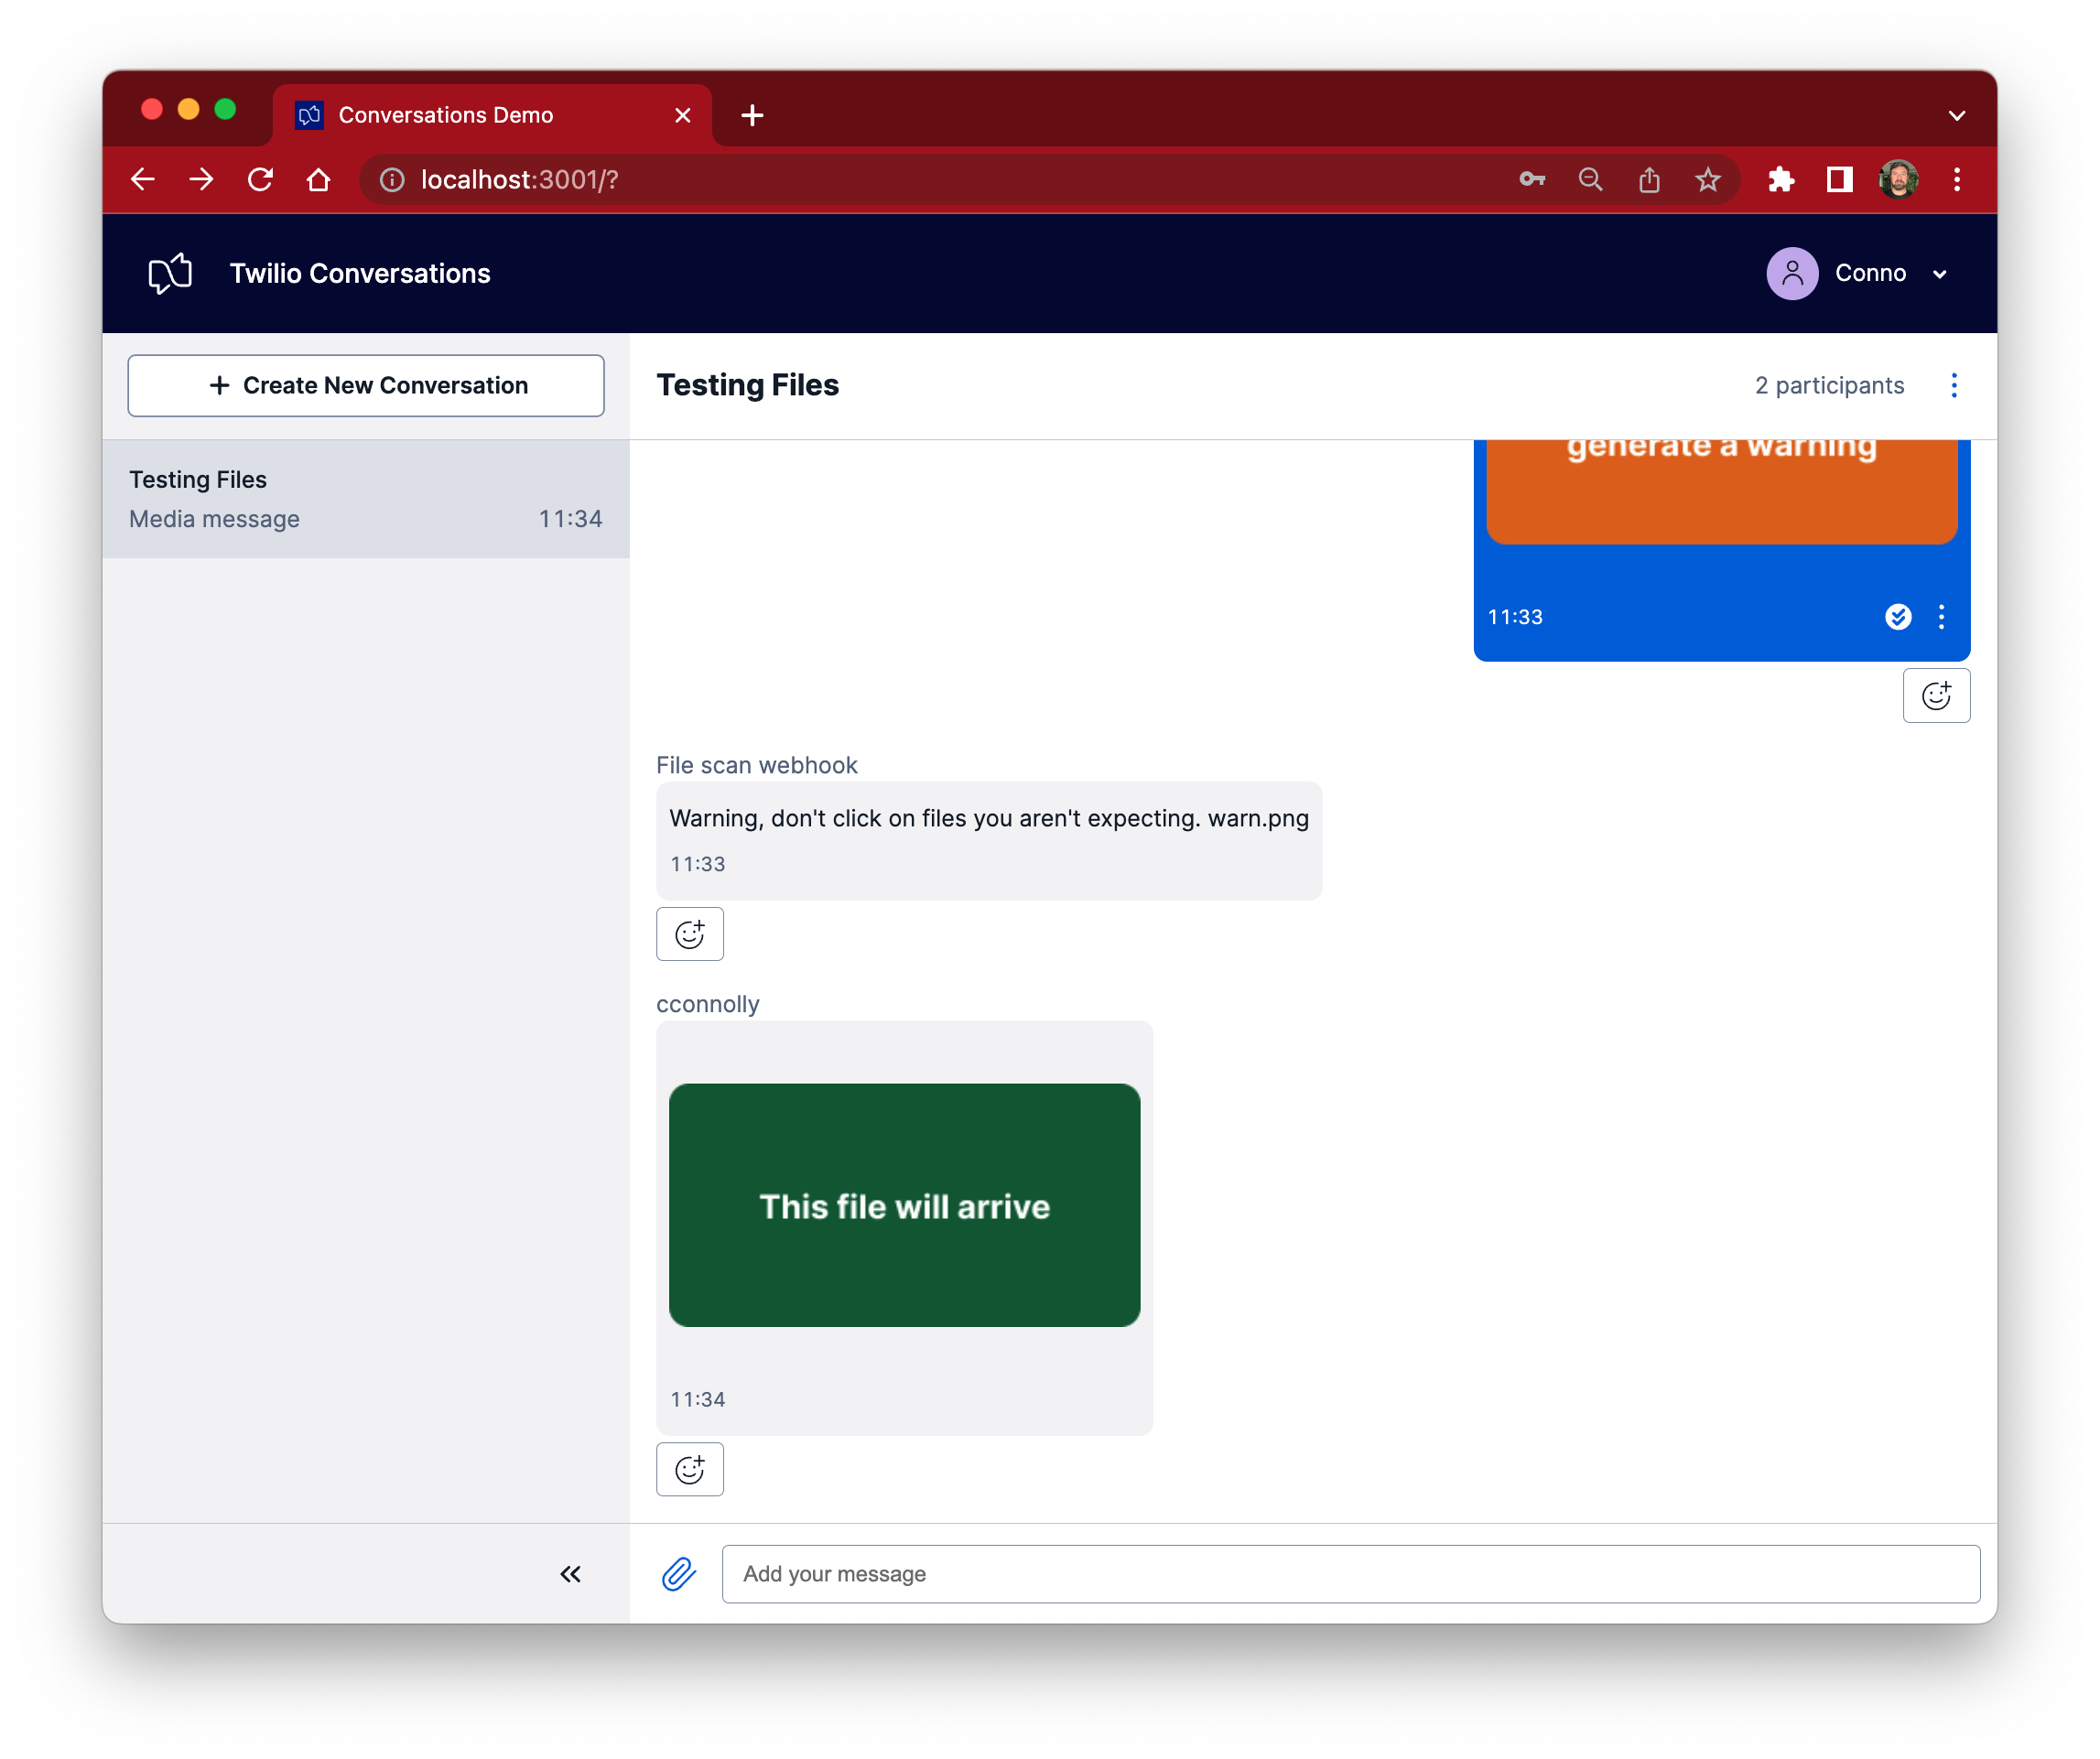 Conversations Demo
localhost:3001/?
Twilio Conversations
Conno
Create New Conversation
Testing Files
Media message 11:34
Testing Files
2 participants
generate a warning
11:33
File scan webhook
Warning, don't click on files you aren't expecting. warn.png
11:33
cconnolly
This file will arrive
11:34
Add your message